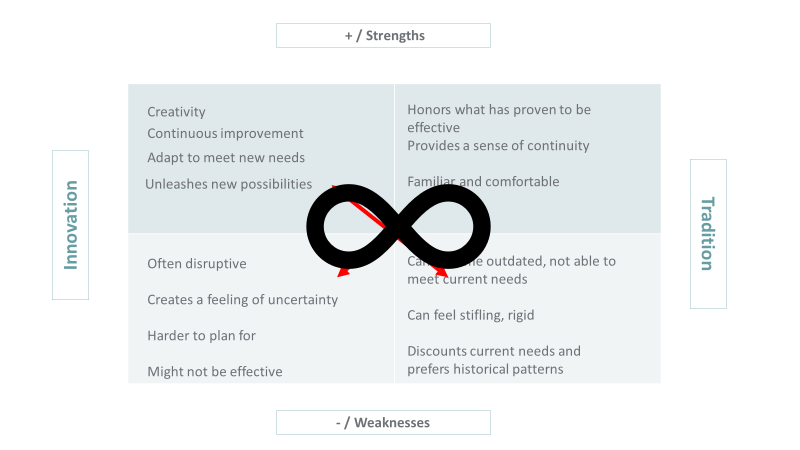 + / Strengths
Innovation
Creativity
Continuous improvement
Adapt to meet new needs
Unleashes new possibilities
Honors what has proven to be
effective
Provides a sense of continuity
Familiar and comfortable
Tradition
Often disruptive
Creates a feeling of uncertainty
Harder to plan for
Might not be effective
outdated, not able to
meet current needs
Can feel stifling, rigid
Discounts current needs and
prefers historical patterns
- / Weaknesses